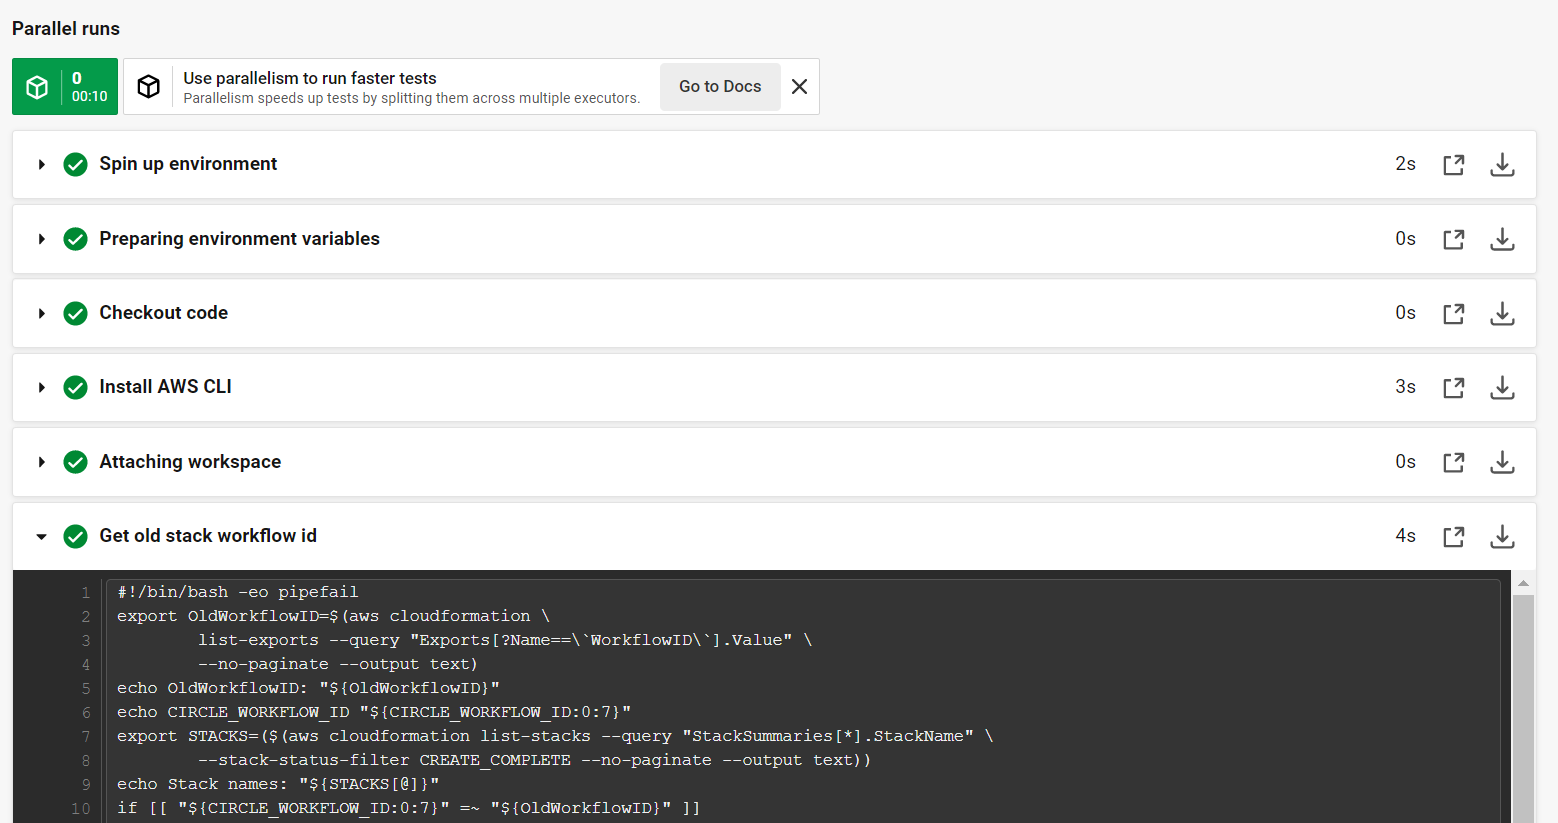 Parallel runs
0
00:10
Use parallelism to run faster tests
Parallelism speeds up tests by splitting them across multiple executors.
Go to Docs
Spin up environment 2s
Preparing environment variables 0s
Checkout code 0s
Install AWS CLI 3s
Attaching workspace 0s
Get old stack workflow id 4s
1 #!/bin/bash -eo pipefail
2 export OldWorkflowID=$(aws cloudformation \
3         list-exports --query "Exports[?Name==\`WorkflowID\`].Value" \
4         --no-paginate --output text)
5 echo OldWorkflowID: "${OldWorkflowID}"
6 echo CIRCLE_WORKFLOW_ID "${CIRCLE_WORKFLOW_ID:0:7}"
7 export STACKS=($(aws cloudformation list-stacks --query "StackSummaries[*].StackName" \
8         --stack-status-filter CREATE_COMPLETE --no-paginate --output text))
9 echo Stack names: "${STACKS[@]}"
10 if [[ "${CIRCLE_WORKFLOW_ID:0:7}" =~ "${OldWorkflowID}" ]]